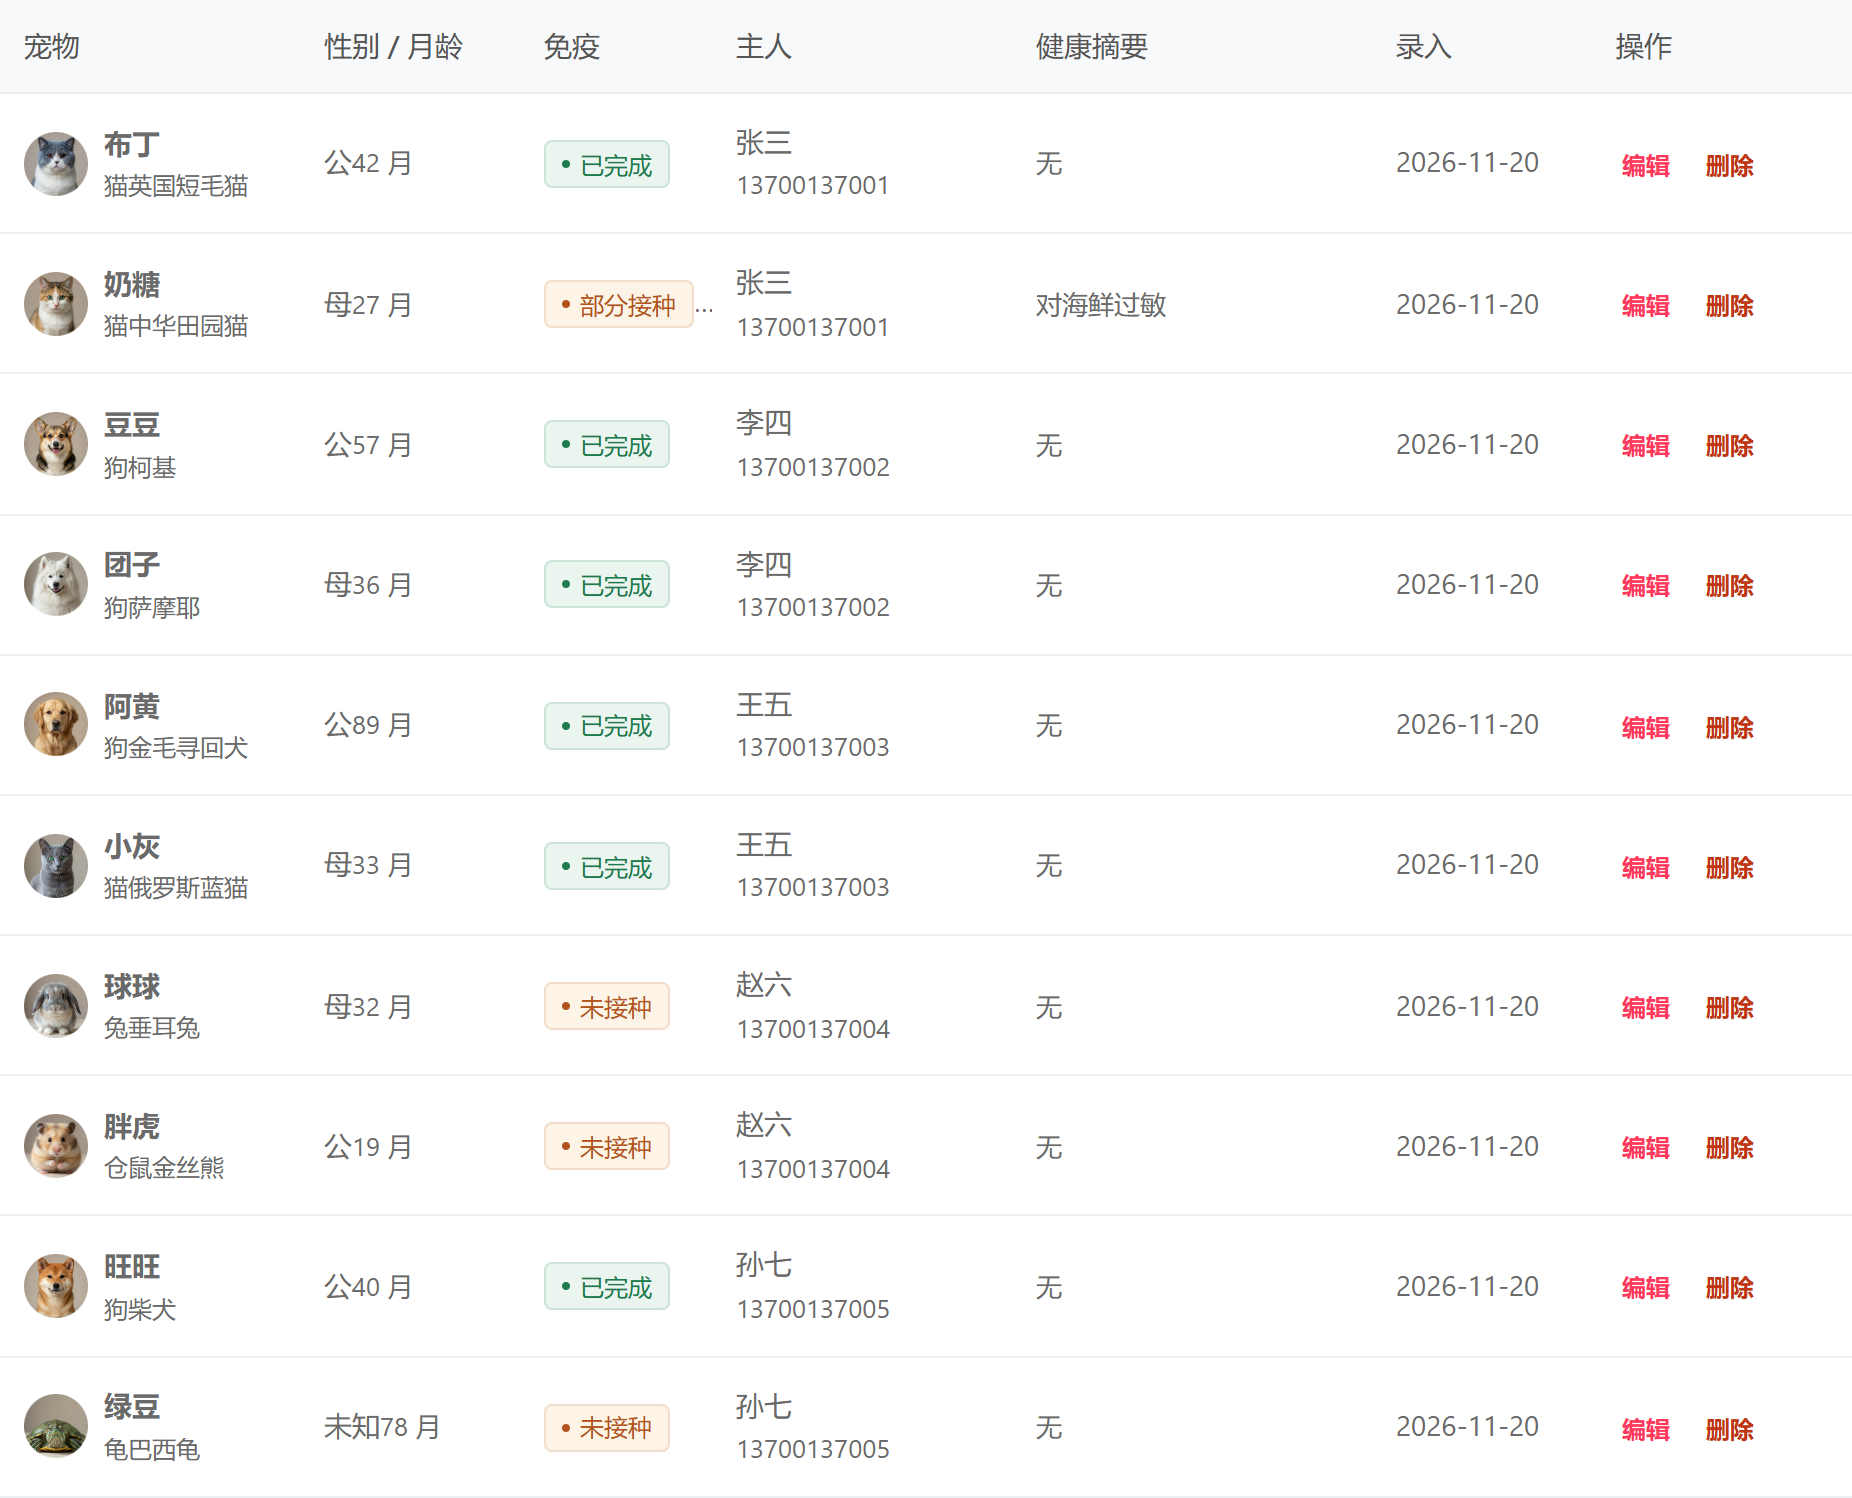 宠物 性别 / 月龄 免疫 主人 健康摘要 录入 操作
布丁
猫英国短毛猫
公42 月
• 已完成
张三
13700137001
无
2026-11-20
编辑 删除
奶糖
猫中华田园猫
母27 月
• 部分接种 ...
张三
13700137001
对海鲜过敏
2026-11-20
编辑 删除
豆豆
狗柯基
公57 月
• 已完成
李四
13700137002
无
2026-11-20
编辑 删除
团子
狗萨摩耶
母36 月
• 已完成
李四
13700137002
无
2026-11-20
编辑 删除
阿黄
狗金毛寻回犬
公89 月
• 已完成
王五
13700137003
无
2026-11-20
编辑 删除
小灰
猫俄罗斯蓝猫
母33 月
• 已完成
王五
13700137003
无
2026-11-20
编辑 删除
球球
兔垂耳兔
母32 月
• 未接种
赵六
13700137004
无
2026-11-20
编辑 删除
胖虎
仓鼠金丝熊
公19 月
• 未接种
赵六
13700137004
无
2026-11-20
编辑 删除
旺旺
狗柴犬
公40 月
• 已完成
孙七
13700137005
无
2026-11-20
编辑 删除
绿豆
龟巴西龟
未知78 月
• 未接种
孙七
13700137005
无
2026-11-20
编辑 删除